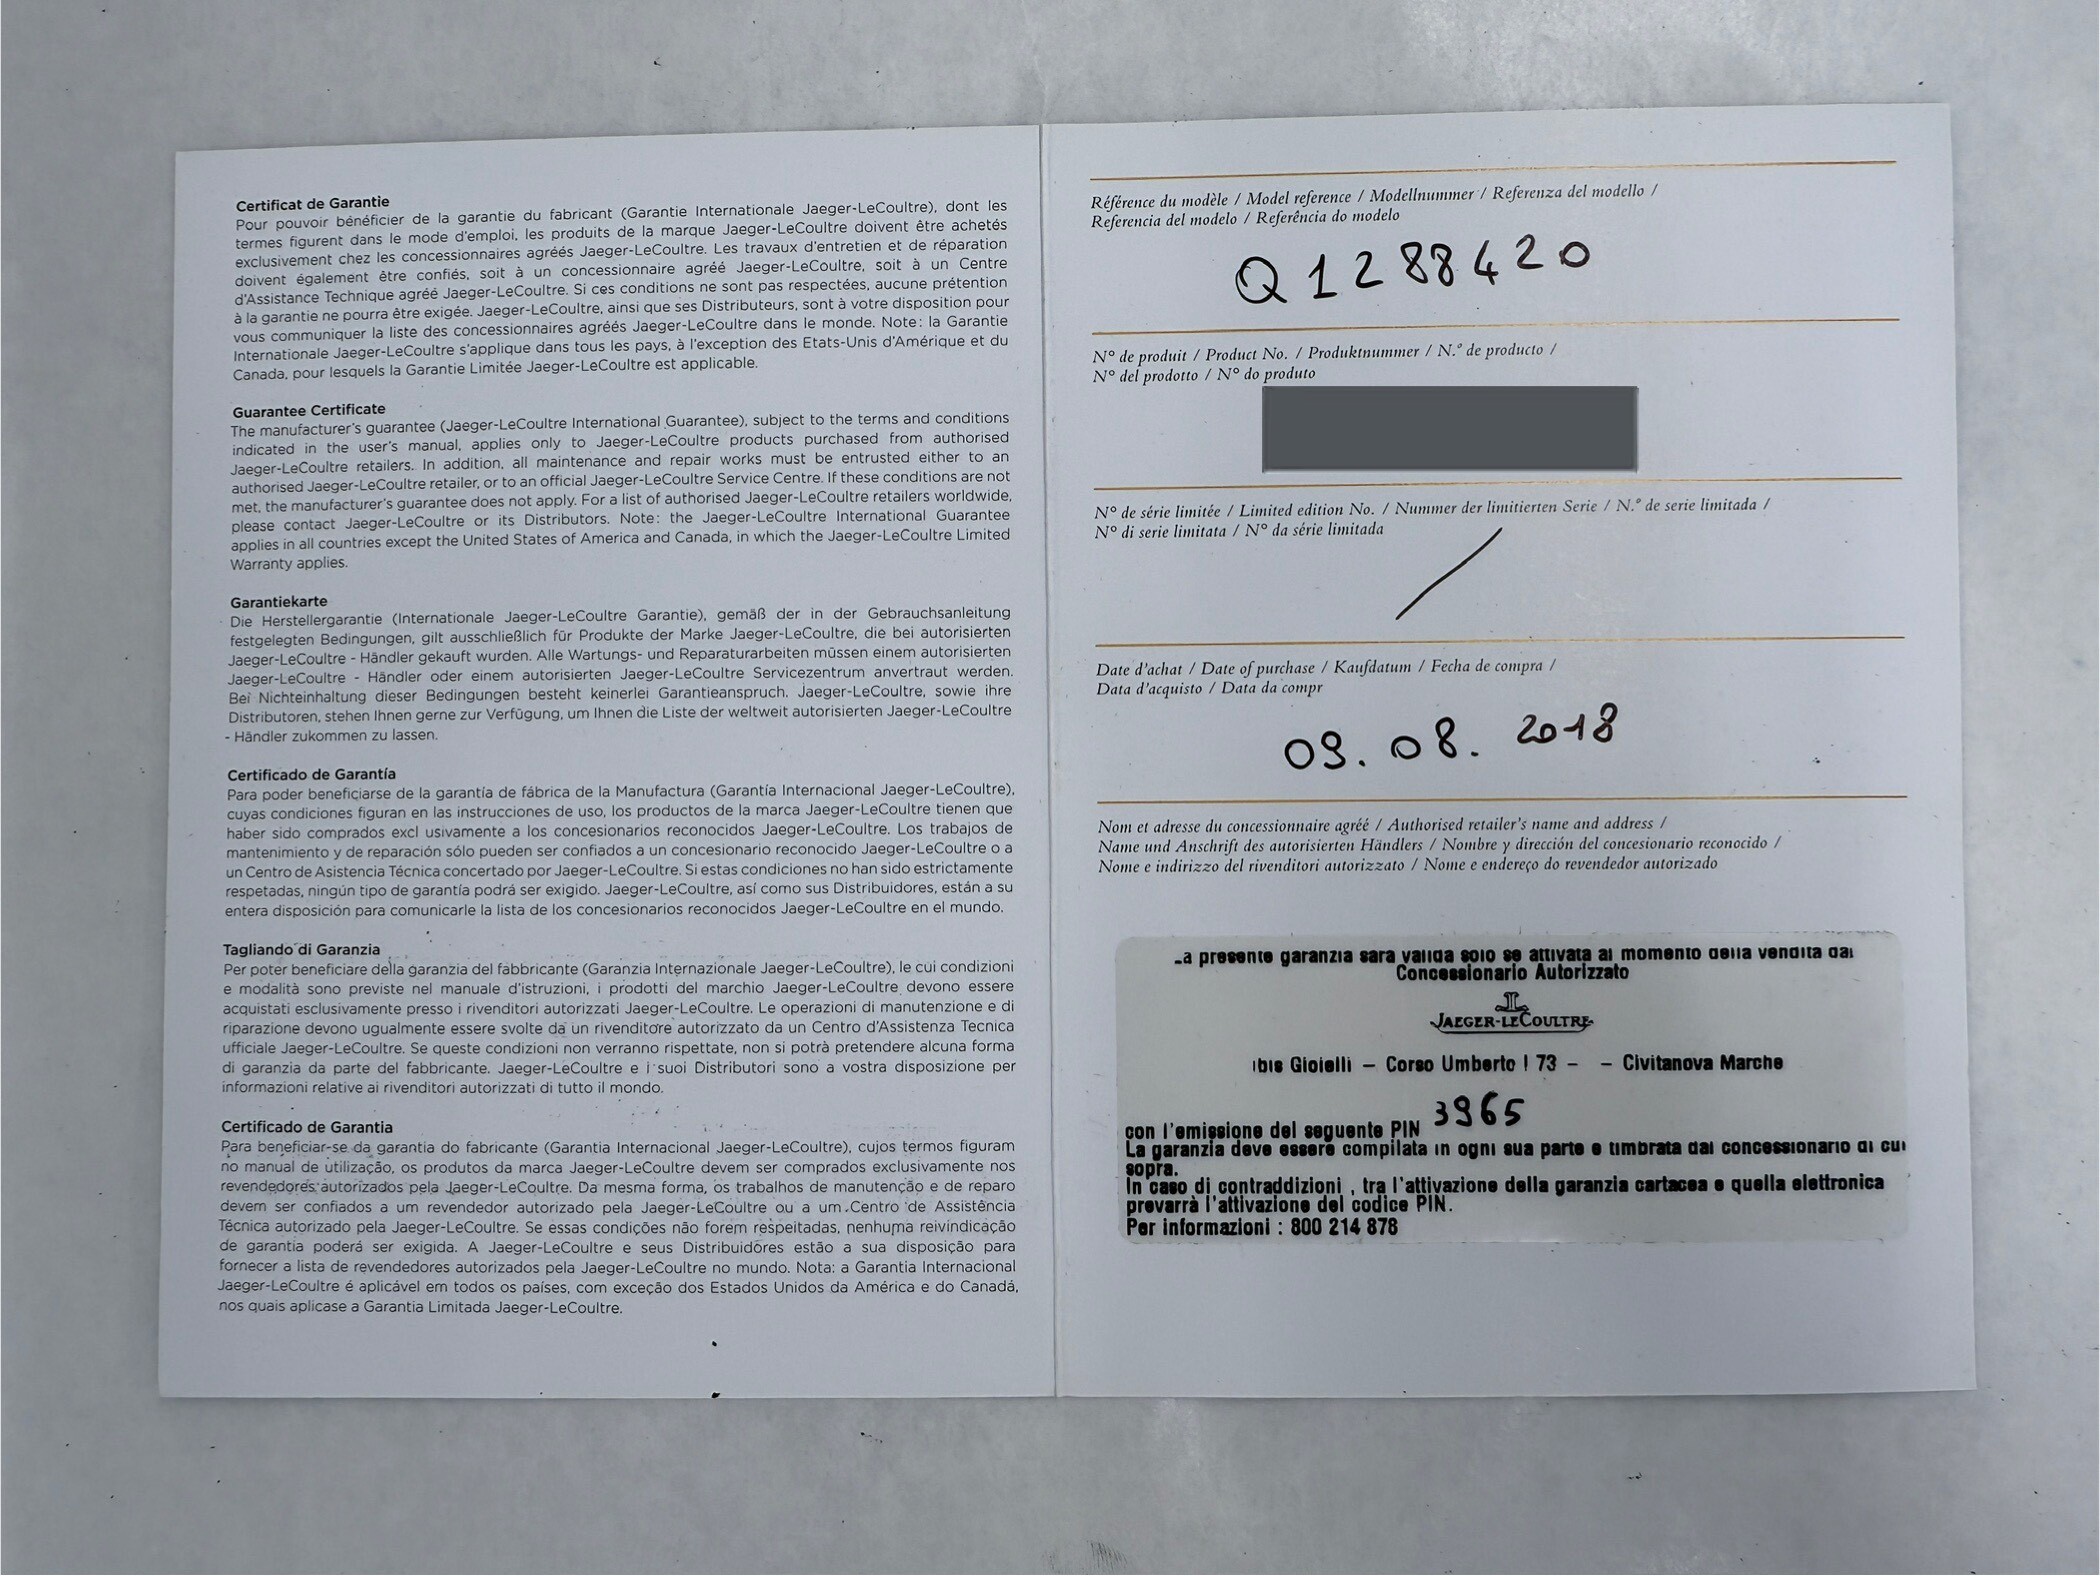 Certificat de Garantie
Pour pouvoir bénéficier de la garantie du fabricant (Garantie Internationale Jaeger-LeCoultre), dont les
termes figurent dans le mode d'emploi, les produits de la marque Jaeger-LeCoultre doivent être achetés
exclusivement chez les concessionnaires agréés Jaeger-LeCoultre. Les travaux d'entretien et de réparation
doivent également être confiés, soit à un concessionnaire agréé Jaeger-LeCoultre, soit à un Centre
d'Assistance Technique agréé Jaeger-LeCoultre. Si ces conditions ne sont pas respectées, aucune prétention
à la garantie ne pourra être exigée. Jaeger-LeCoultre, ainsi que ses Distributeurs, sont à votre disposition pour
vous communiquer la liste des concessionnaires agréés Jaeger-LeCoultre dans le monde. Note: la Garantie
Internationale Jaeger-LeCoultre s'applique dans tous les pays, à l'exception des Etats-Unis d'Amérique et du
Canada, pour lesquels la Garantie Limitée Jaeger-LeCoultre est applicable.
Guarantee Certificate
The manufacturer's guarantee (Jaeger-LeCoultre International Guarantee), subject to the terms and conditions
indicated in the user's manual, applies only to Jaeger-LeCoultre products purchased from authorised
Jaeger-LeCoultre retailers. In addition, all maintenance and repair works must be entrusted either to an
authorised Jaeger-LeCoultre retailer, or to an official Jaeger-LeCoultre Service Centre. If these conditions are not
met, the manufacturer's guarantee does not apply. For a list of authorised Jaeger-LeCoultre retailers worldwide,
please contact Jaeger-LeCoultre or its Distributors. Note: the Jaeger-LeCoultre International Guarantee
applies in all countries except the United States of America and Canada, in which the Jaeger-LeCoultre Limited
Warranty applies.
Garantiekarte
Die Herstellergarantie (Internationale Jaeger-LeCoultre Garantie), gemäß der in der Gebrauchsanleitung
festgelegten Bedingungen, gilt ausschließlich für Produkte der Marke Jaeger-LeCoultre, die bei autorisierten
Jaeger-LeCoultre - Händler gekauft wurden. Alle Wartungs- und Reparaturarbeiten müssen einem autorisierten
Jaeger-LeCoultre - Händler oder einem autorisierten Jaeger-LeCoultre Servicezentrum anvertraut werden.
Bei Nichteinhaltung dieser Bedingungen besteht keinerlei Garantieanspruch. Jaeger-LeCoultre, sowie ihre
Distributoren, stehen Ihnen gerne zur Verfügung, um Ihnen die Liste der weltweit autorisierten Jaeger-LeCoultre
- Händler zukommen zu lassen.
Certificado de Garantía
Para poder beneficiarse de la garantía de fábrica de la Manufactura (Garantía Internacional Jaeger-LeCoultre),
cuyas condiciones figuran en las instrucciones de uso, los productos de la marca Jaeger-LeCoultre tienen que
haber sido comprados excl usivamente a los concesionarios reconocidos Jaeger-LeCoultre. Los trabajos de
mantenimiento y de reparación sólo pueden ser confiados a un concesionario reconocido Jaeger-LeCoultre o a
un Centro de Asistencia Técnica concertado por Jaeger-LeCoultre. Si estas condiciones no han sido estrictamente
respetadas, ningún tipo de garantía podrá ser exigido. Jaeger-LeCoultre, así como sus Distribuidores, están a su
entera disposición para comunicarle la lista de los concesionarios reconocidos Jaeger-LeCoultre en el mundo.
Tagliando di Garanzia
Per poter beneficiare della garanzia del fabbricante (Garanzia Internazionale Jaeger-LeCoultre), le cui condizioni
e modalità sono previste nel manuale d'istruzioni, i prodotti del marchio Jaeger-LeCoultre devono essere
acquistati esclusivamente presso i rivenditori autorizzati Jaeger-LeCoultre. Le operazioni di manutenzione e di
riparazione devono ugualmente essere svolte da un rivenditore autorizzato da un Centro d'Assistenza Tecnica
ufficiale Jaeger-LeCoultre. Se queste condizioni non verranno rispettate, non si potrà pretendere alcuna forma
di garanzia da parte del fabbricante. Jaeger-LeCoultre e i suoi Distributori sono a vostra disposizione per
informazioni relative ai rivenditori autorizzati di tutto il mondo.
Certificado de Garantia
Para beneficiar-se da garantia do fabricante (Garantia Internacional Jaeger-LeCoultre), cujos termos figuram
no manual de utilização, os produtos da marca Jaeger-LeCoultre devem ser comprados exclusivamente nos
revendedores autorizados pela Jaeger-LeCoultre. Da mesma forma, os trabalhos de manutenção e de reparo
devem ser confiados a um revendedor autorizado pela Jaeger-LeCoultre ou a um Centro de Assistência
Técnica autorizado pela Jaeger-LeCoultre. Se essas condições não forem respeitadas, nenhuma reivindicação
de garantia poderá ser exigida. A Jaeger-LeCoultre e seus Distribuidores estão a sua disposição para
fornecer a lista de revendedores autorizados pela Jaeger-LeCoultre no mundo. Nota: a Garantia Internacional
Jaeger-LeCoultre é aplicável em todos os países, com exceção dos Estados Unidos da América e do Canadá,
nos quais aplicase a Garantia Limitada Jaeger-LeCoultre.
Référence du modèle / Model reference / Modellnummer / Referenza del modello /
Referencia del modelo / Referência do modelo
Q1288420
N° de produit / Product No. / Produktnummer / N.° de producto /
N° del prodotto / N° do produto
N° de série limitée / Limited edition No. / Nummer der limitierten Serie / N.° de serie limitada /
N° di serie limitata / N° da série limitada
/
Date d'achat / Date of purchase / Kaufdatum / Fecha de compra /
Data d'acquisto / Data da compr
09. 08. 2018
Nom et adresse du concessionnaire agréé / Authorised retailer's name and address /
Name und Anschrift des autorisierten Händlers / Nombre y dirección del concesionario reconocido /
Nome e indirizzo del rivenditori autorizzato / Nome e endereço do revendedor autorizado
La presente garanzia sara valida solo se attivata al momento della vendita dal
Concessionario Autorizzato
JAEGER-LECOULTRE
Gioielli – Corso Umberto I 73 – – Civitanova Marche
con l'emissione del seguente PIN 3965
La garanzia deve essere compilata in ogni sua parte e timbrata dal concessionario di cui
sopra.
In caso di contraddizioni , tra l'attivazione della garanzia cartacea e quella elettronica
prevarrà l'attivazione del codice PIN.
Per informazioni : 800 214 878